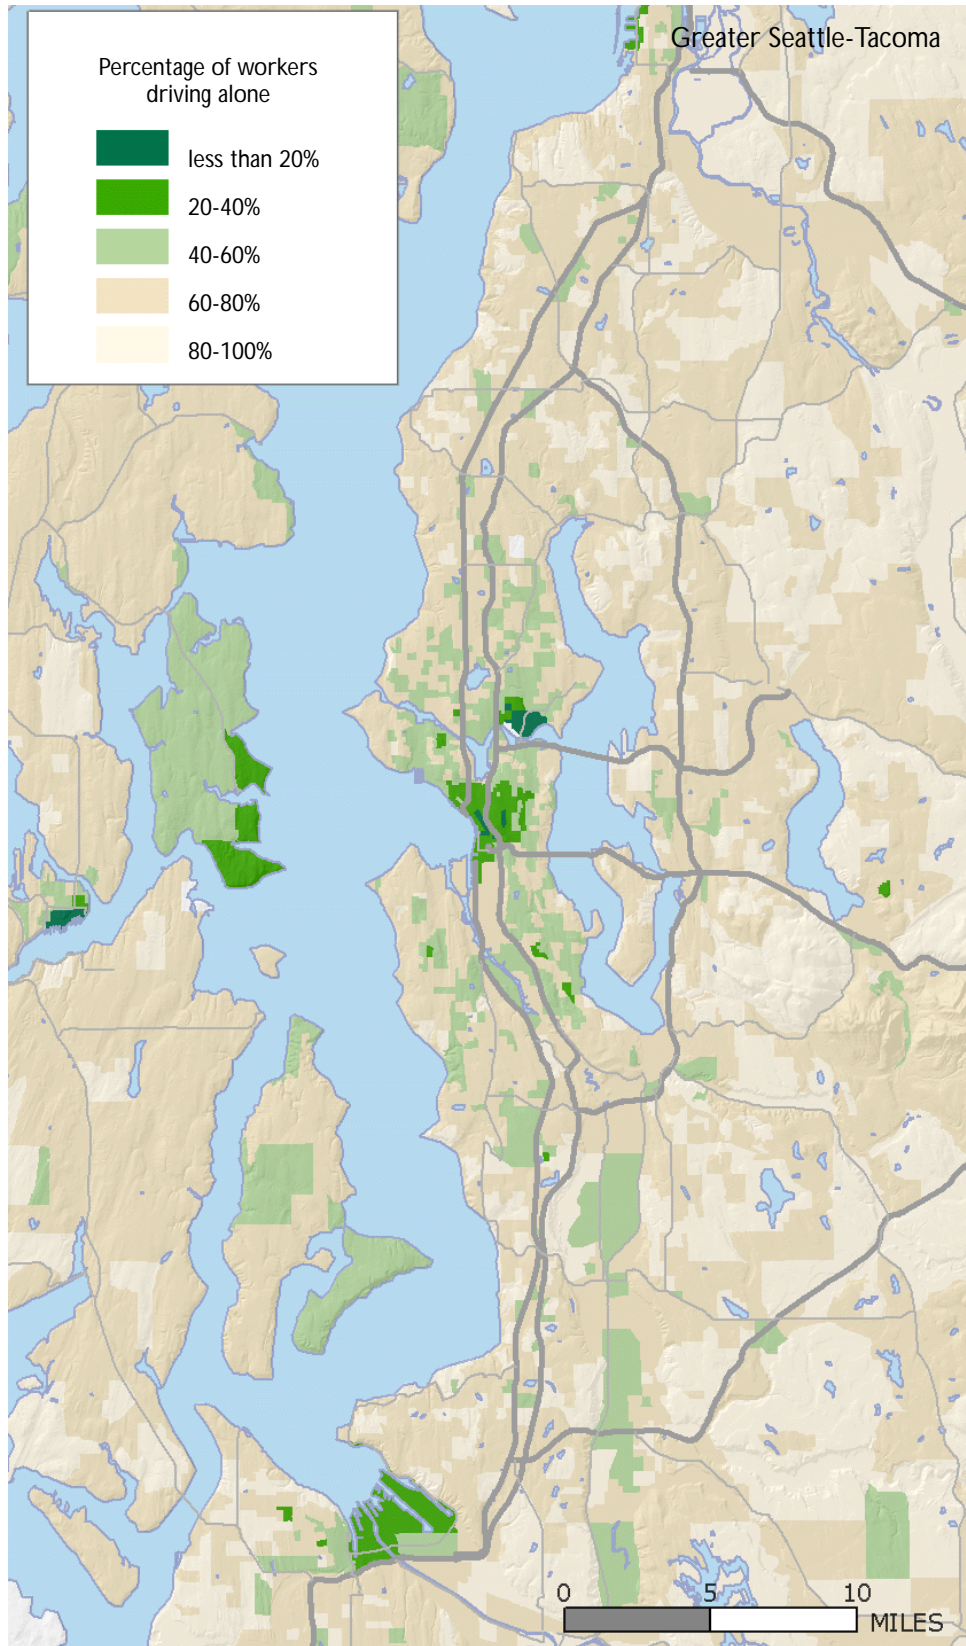 Greater Seattle-Tacoma
Percentage of workers
driving alone
less than 20%
20-40%
40-60%
60-80%
80-100%
0 5 10
MILES